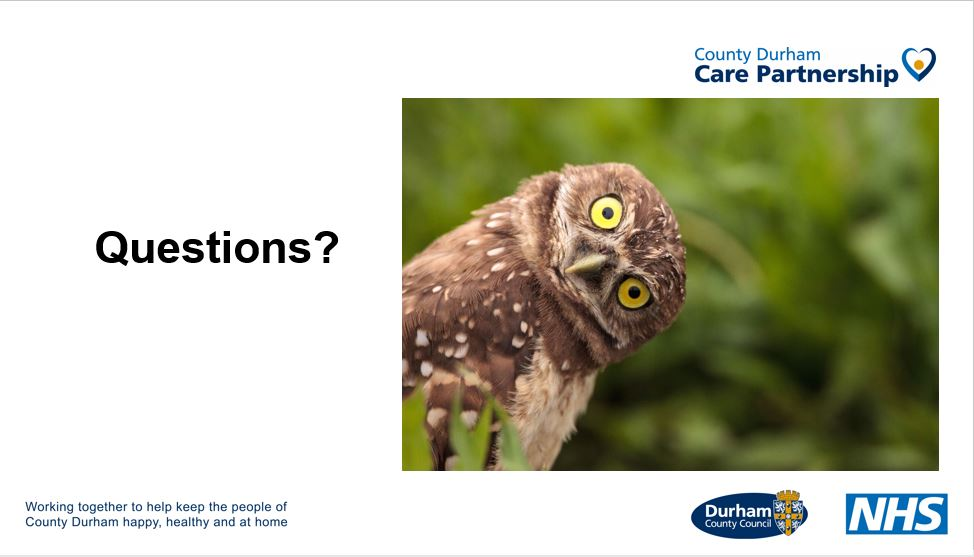 County Durham
Care Partnership
Questions?
Working together to help keep the people of
County Durham happy, healthy and at home
Durham
County Council
NHS